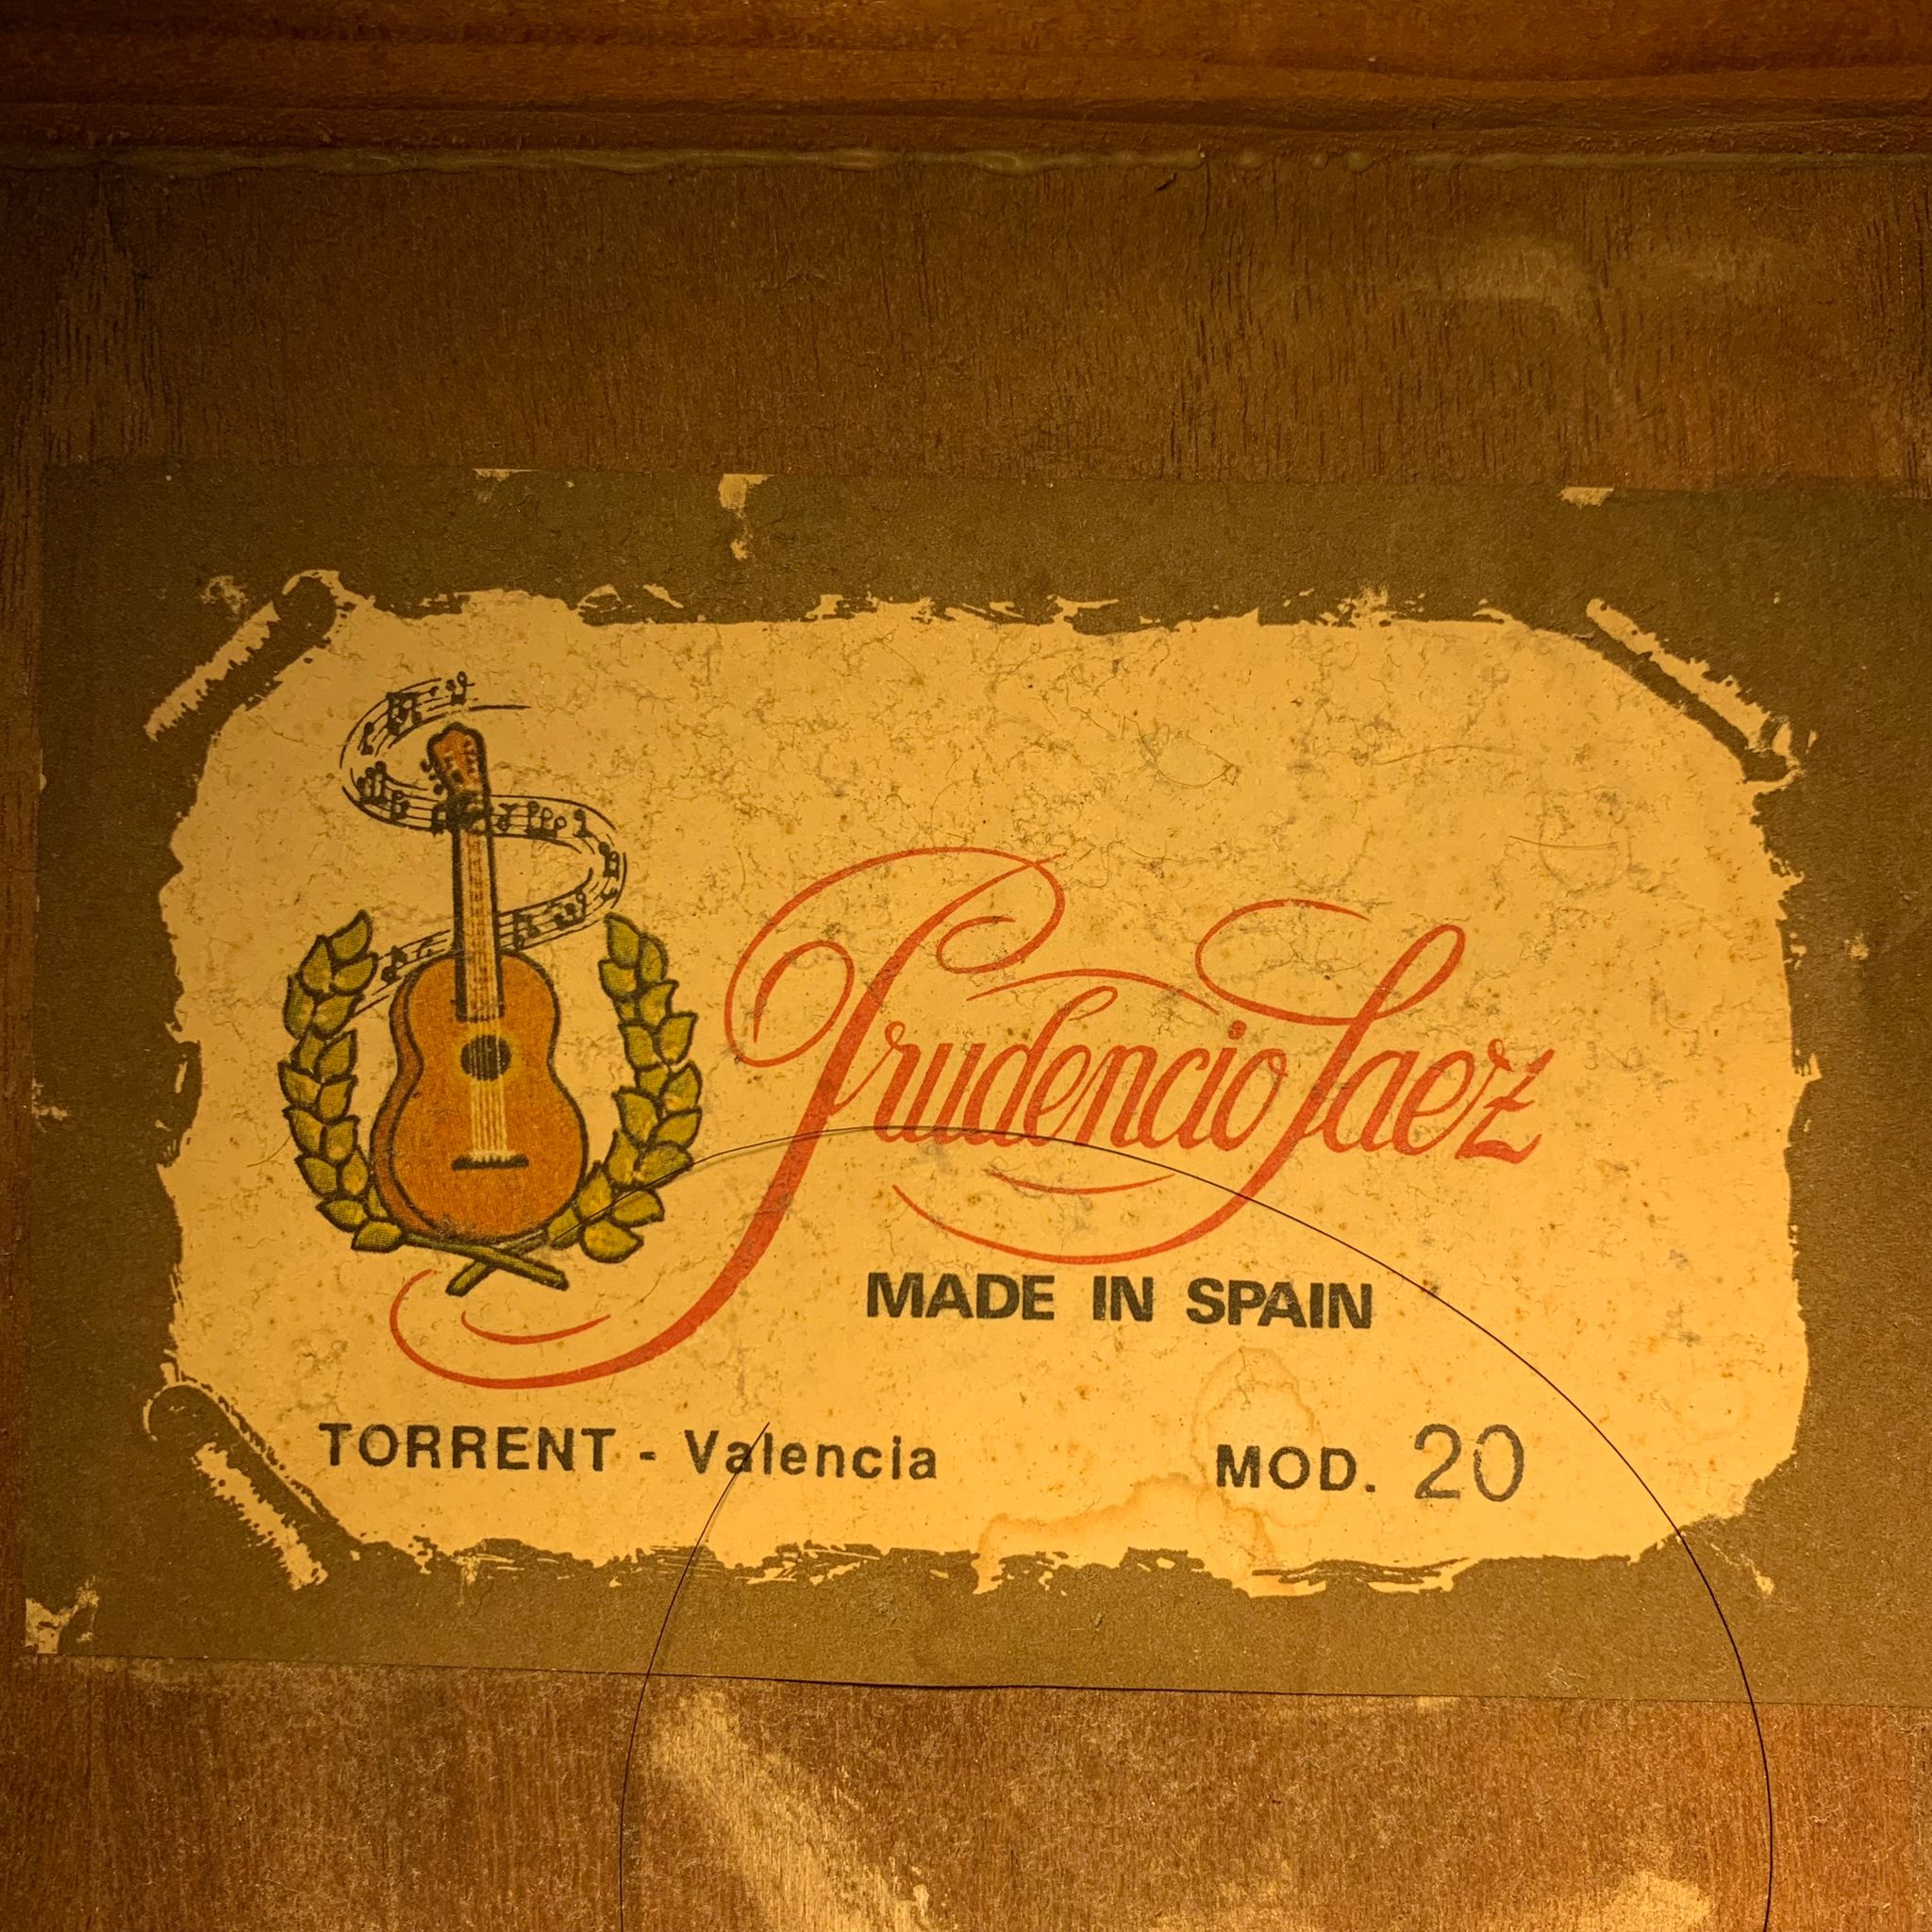 Prudencio Saez
MADE IN SPAIN
TORRENT - Valencia
MOD. 20